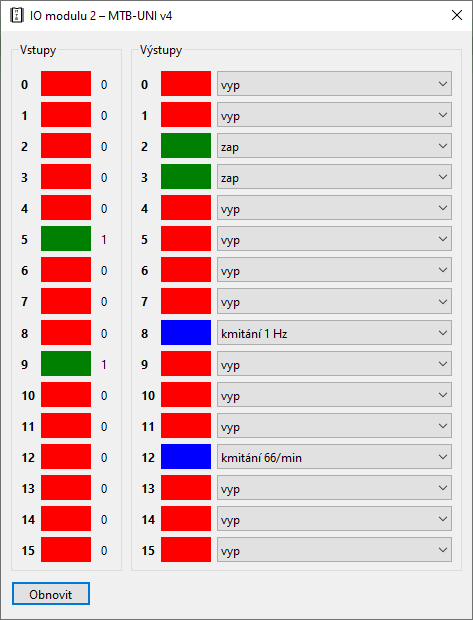 IO modulu 2 – MTB-UNI v4
Vstupy Výstupy
0 0 0 vyp
1 0 1 vyp
2 0 2 zap
3 0 3 zap
4 0 4 vyp
5 1 5 vyp
6 0 6 vyp
7 0 7 vyp
8 0 8 kmitání 1 Hz
9 1 9 vyp
10 0 10 vyp
11 0 11 vyp
12 0 12 kmitání 66/min
13 0 13 vyp
14 0 14 vyp
15 0 15 vyp
Obnovit